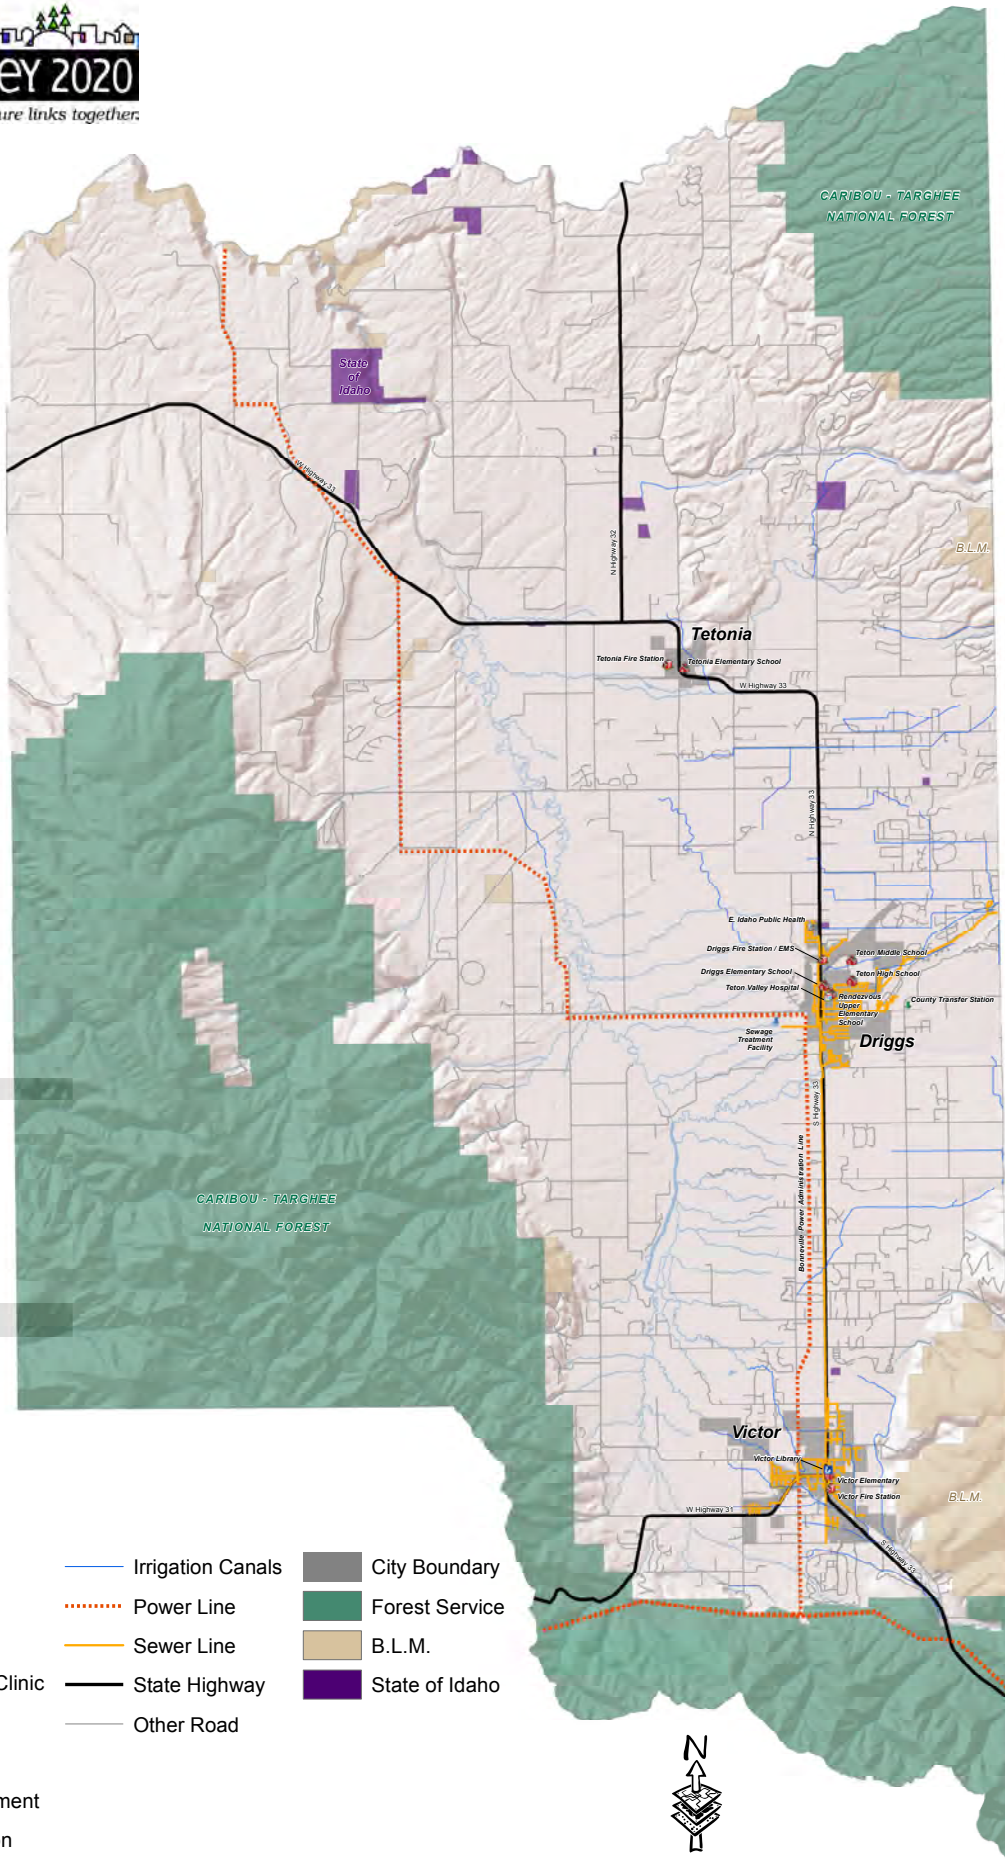 ey 2020
ure links together.
CARIBOU - TARGHEE
NATIONAL FOREST
State
of
Idaho
W Highway 33
N Highway 32
B.L.M.
Tetonia
Tetonia Fire Station
Tetonia Elementary School
W Highway 33
N Highway 33
E. Idaho Public Health
Driggs Fire Station / EMS
Teton Middle School
Driggs Elementary School
Teton High School
Teton Valley Hospital
Rendezvous
Upper
Elementary
School
County Transfer Station
Sewage
Treatment
Facility
Driggs
S Highway 33
Bonneville Power Administration Line
CARIBOU - TARGHEE
NATIONAL FOREST
Victor
Victor Library
Victor Elementary
Victor Fire Station
B.L.M.
W Highway 31
S Highway 33
Irrigation Canals
City Boundary
Power Line
Forest Service
Sewer Line
B.L.M.
Clinic
State Highway
State of Idaho
Other Road
N
ment
n